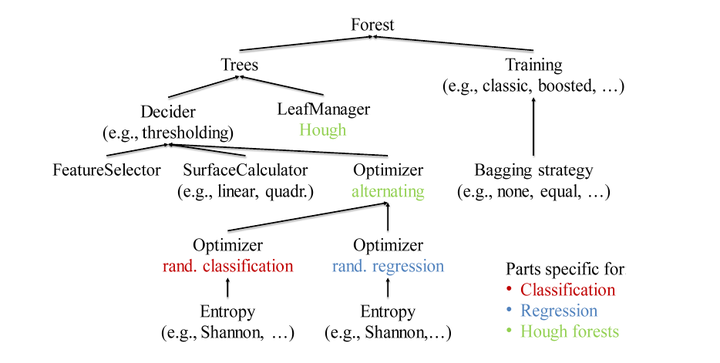 Forest
Trees
Training
(e.g., classic, boosted, …)
Decider
(e.g., thresholding)
LeafManager
Hough
FeatureSelector
SurfaceCalculator
(e.g., linear, quadr.)
Optimizer
alternating
Bagging strategy
(e.g., none, equal, …)
Optimizer
rand. classification
Optimizer
rand. regression
Entropy
(e.g., Shannon, …)
Entropy
(e.g., Shannon,…)
Parts specific for
• Classification
• Regression
• Hough forests